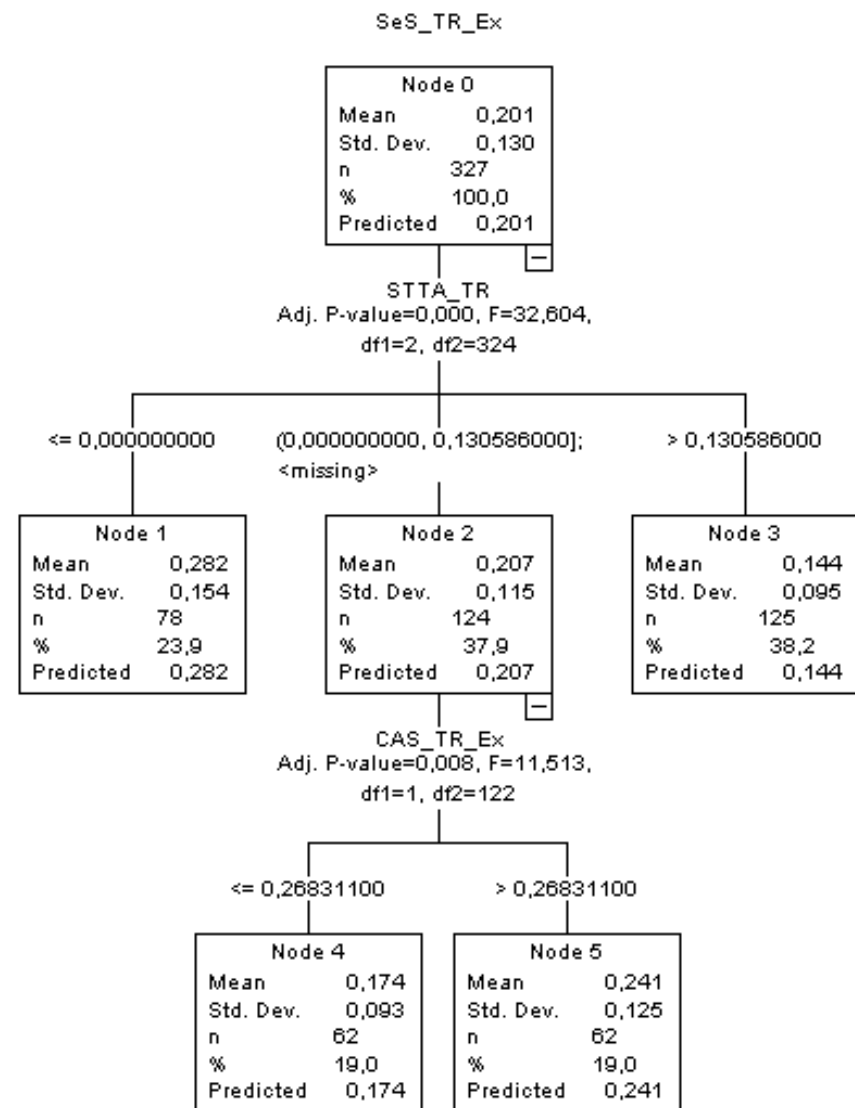 SeS_TR_Ex
Node 0
Mean 0,201
Std. Dev. 0,130
n 327
% 100,0
Predicted 0,201
STTA_TR
Adj. P-value=0,000, F=32,604,
df1=2, df2=324
<= 0,000000000
(0,000000000, 0,130586000];
<missing>
> 0,130586000
Node 1
Mean 0,282
Std. Dev. 0,154
n 78
% 23,9
Predicted 0,282
Node 2
Mean 0,207
Std. Dev. 0,115
n 124
% 37,9
Predicted 0,207
Node 3
Mean 0,144
Std. Dev. 0,095
n 125
% 38,2
Predicted 0,144
CAS_TR_Ex
Adj. P-value=0,008, F=11,513,
df1=1, df2=122
<= 0,26831100
> 0,26831100
Node 4
Mean 0,174
Std. Dev. 0,093
n 62
% 19,0
Predicted 0,174
Node 5
Mean 0,241
Std. Dev. 0,125
n 62
% 19,0
Predicted 0,241